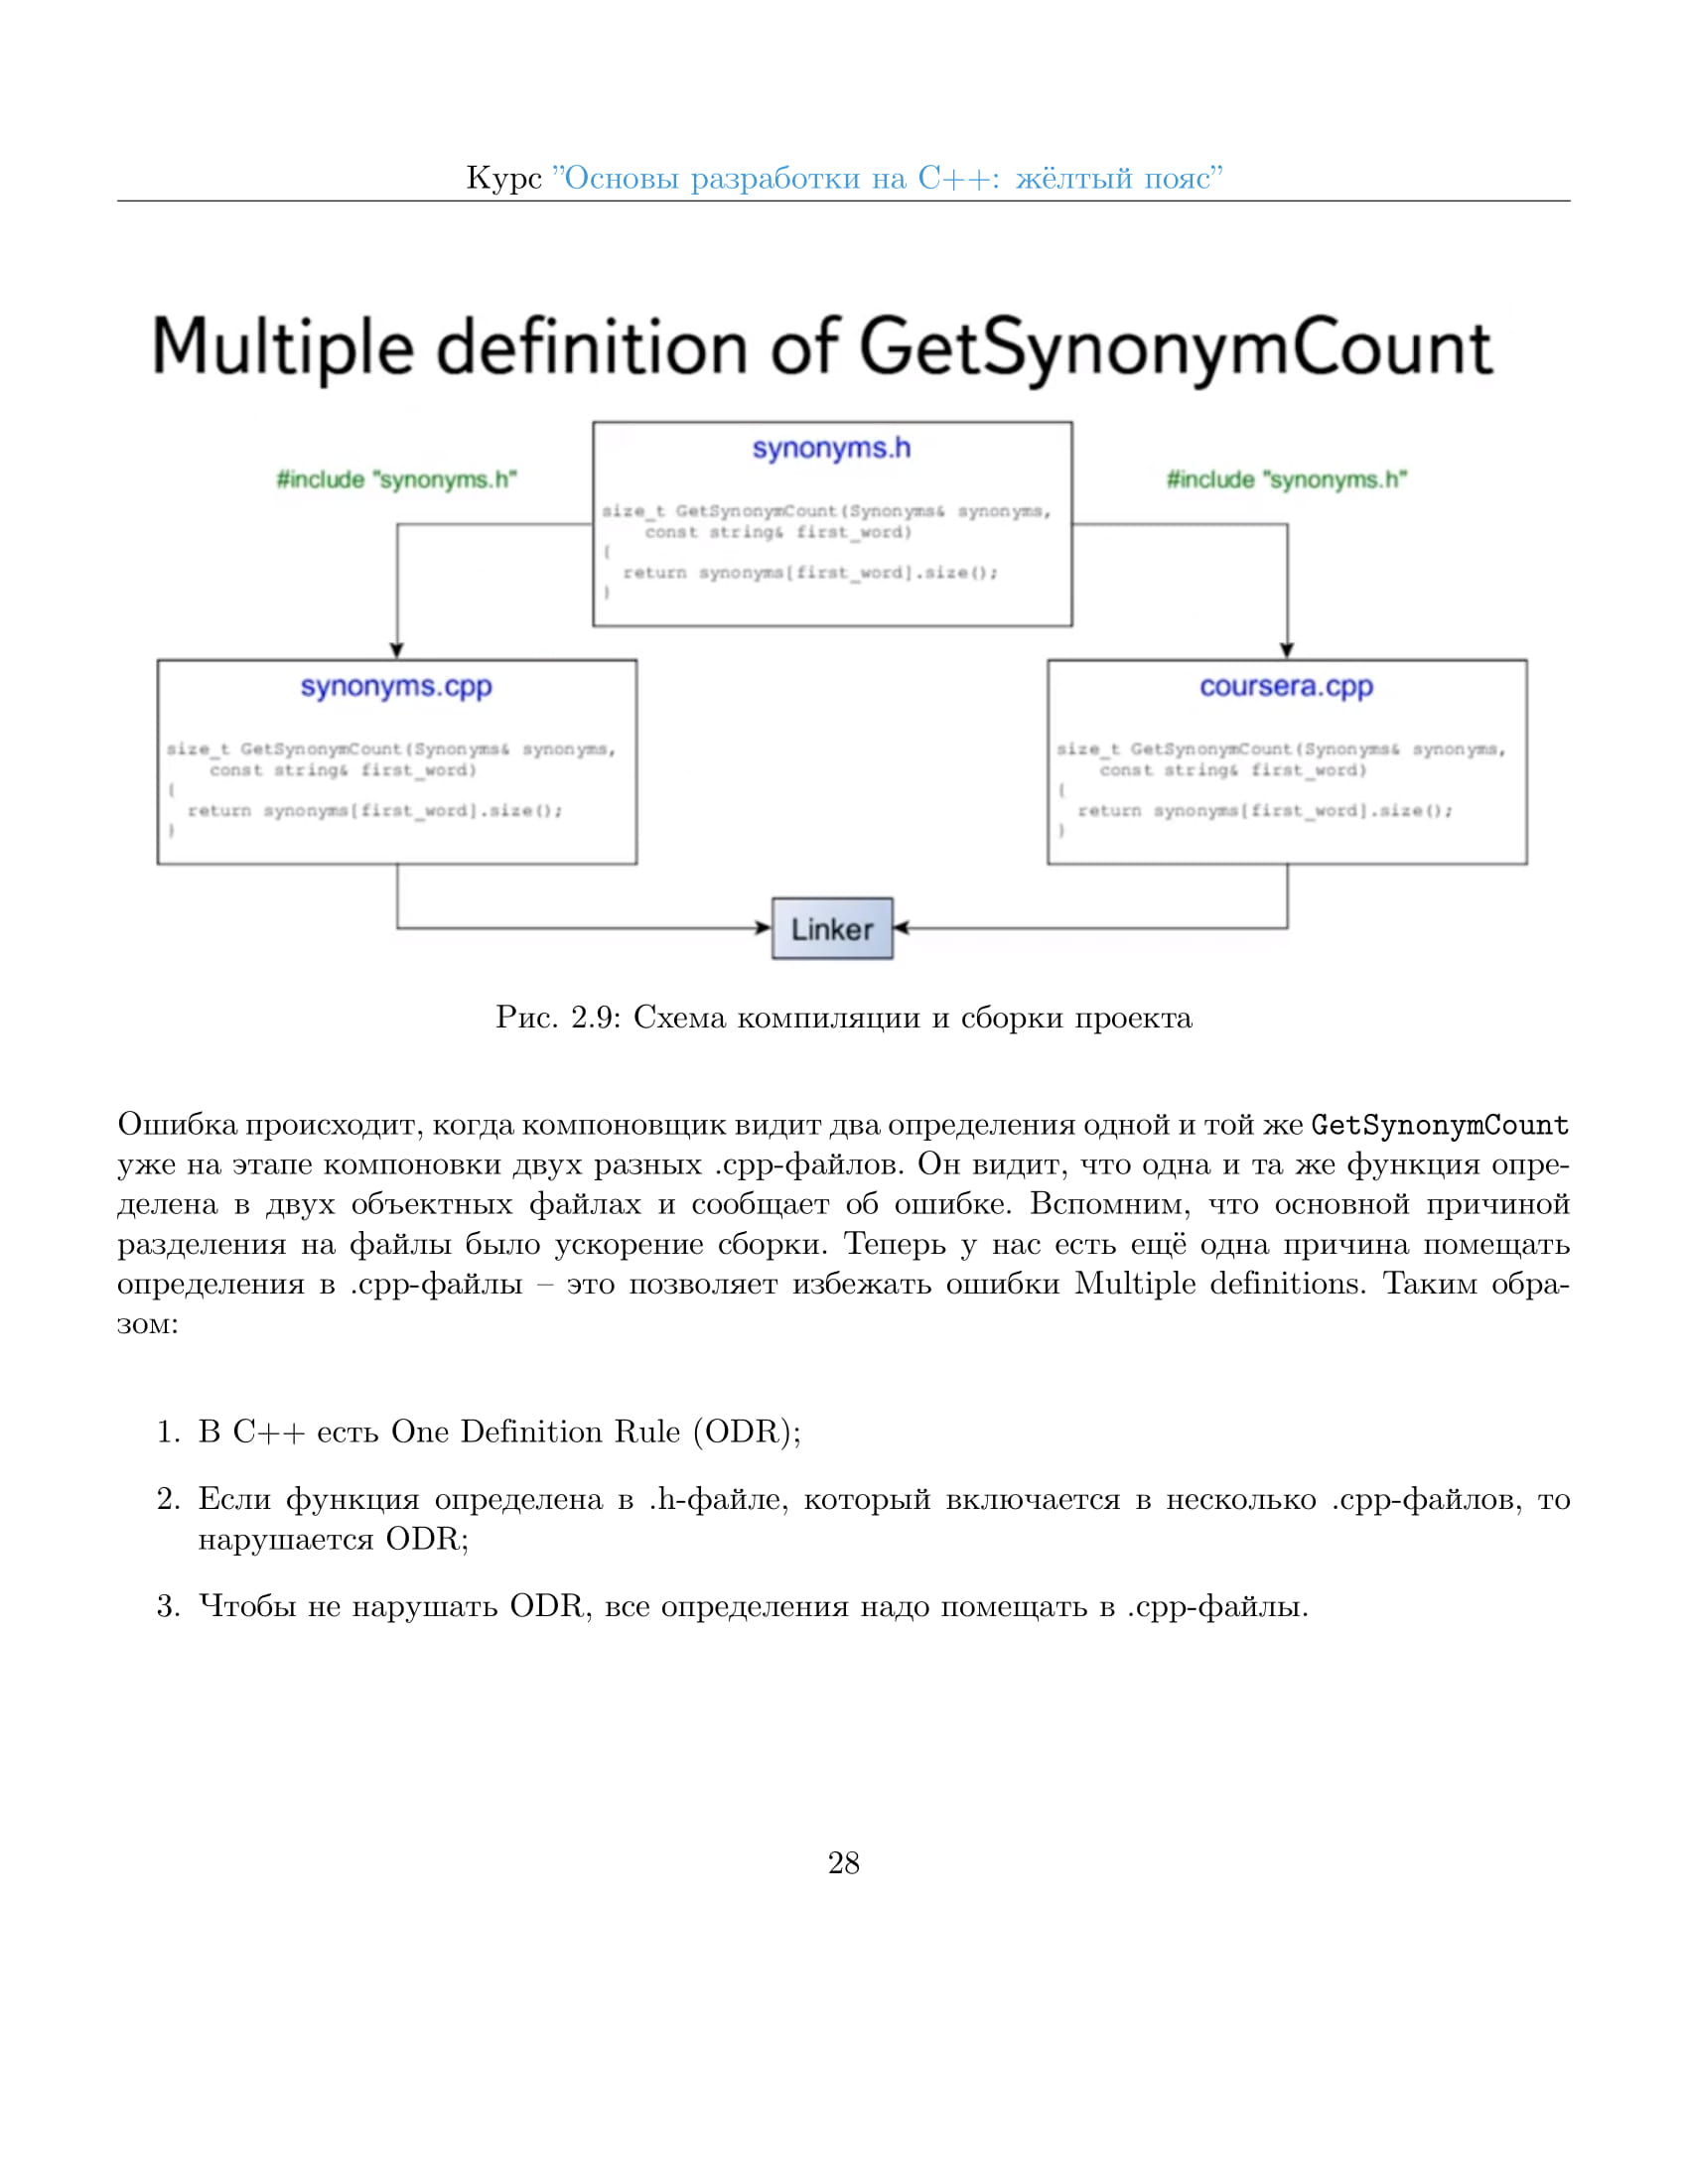 Курс ”Основы разработки на C++: жёлтый пояс”
Multiple definition of GetSynonymCount
synonyms.h
#include "synonyms.h"
#include "synonyms.h"
size_t GetSynonymCount(Synonyms& synonyms,
const string& first_word)
{
return synonyms[first_word].size();
}
synonyms.cpp
size_t GetSynonymCount(Synonyms& synonyms,
const string& first_word)
{
return synonyms[first_word].size();
}
coursera.cpp
size_t GetSynonymCount(Synonyms& synonyms,
const string& first_word)
{
return synonyms[first_word].size();
}
Linker
Рис. 2.9: Схема компиляции и сборки проекта
Ошибка происходит, когда компоновщик видит два определения одной и той же GetSynonymCount
уже на этапе компоновки двух разных .cpp-файлов. Он видит, что одна и та же функция опре-
делена в двух объектных файлах и сообщает об ошибке. Вспомним, что основной причиной
разделения на файлы было ускорение сборки. Теперь у нас есть ещё одна причина помещать
определения в .cpp-файлы – это позволяет избежать ошибки Multiple definitions. Таким обра-
зом:
1. В C++ есть One Definition Rule (ODR);
2. Если функция определена в .h-файле, который включается в несколько .cpp-файлов, то
нарушается ODR;
3. Чтобы не нарушать ODR, все определения надо помещать в .cpp-файлы.
28